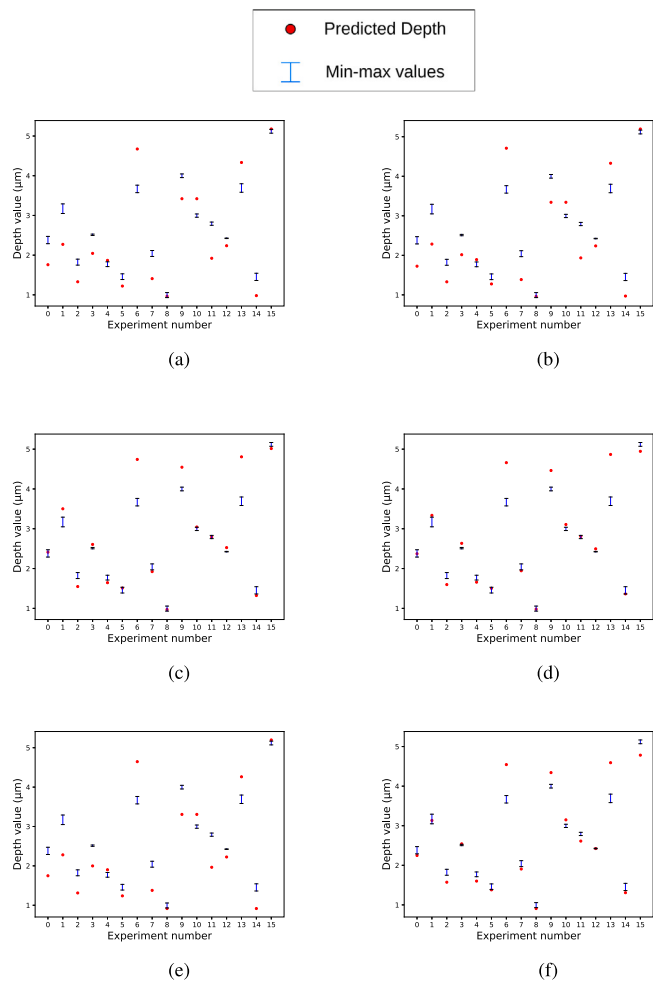 Predicted Depth
Min-max values
5
4
3
2
1
Depth value (μm)
0 1 2 3 4 5 6 7 8 9 10 11 12 13 14 15
Experiment number
(a)
5
4
3
2
1
Depth value (μm)
0 1 2 3 4 5 6 7 8 9 10 11 12 13 14 15
Experiment number
(b)
5
4
3
2
1
Depth value (μm)
0 1 2 3 4 5 6 7 8 9 10 11 12 13 14 15
Experiment number
(c)
5
4
3
2
1
Depth value (μm)
0 1 2 3 4 5 6 7 8 9 10 11 12 13 14 15
Experiment number
(d)
5
4
3
2
1
Depth value (μm)
0 1 2 3 4 5 6 7 8 9 10 11 12 13 14 15
Experiment number
(e)
5
4
3
2
1
Depth value (μm)
0 1 2 3 4 5 6 7 8 9 10 11 12 13 14 15
Experiment number
(f)